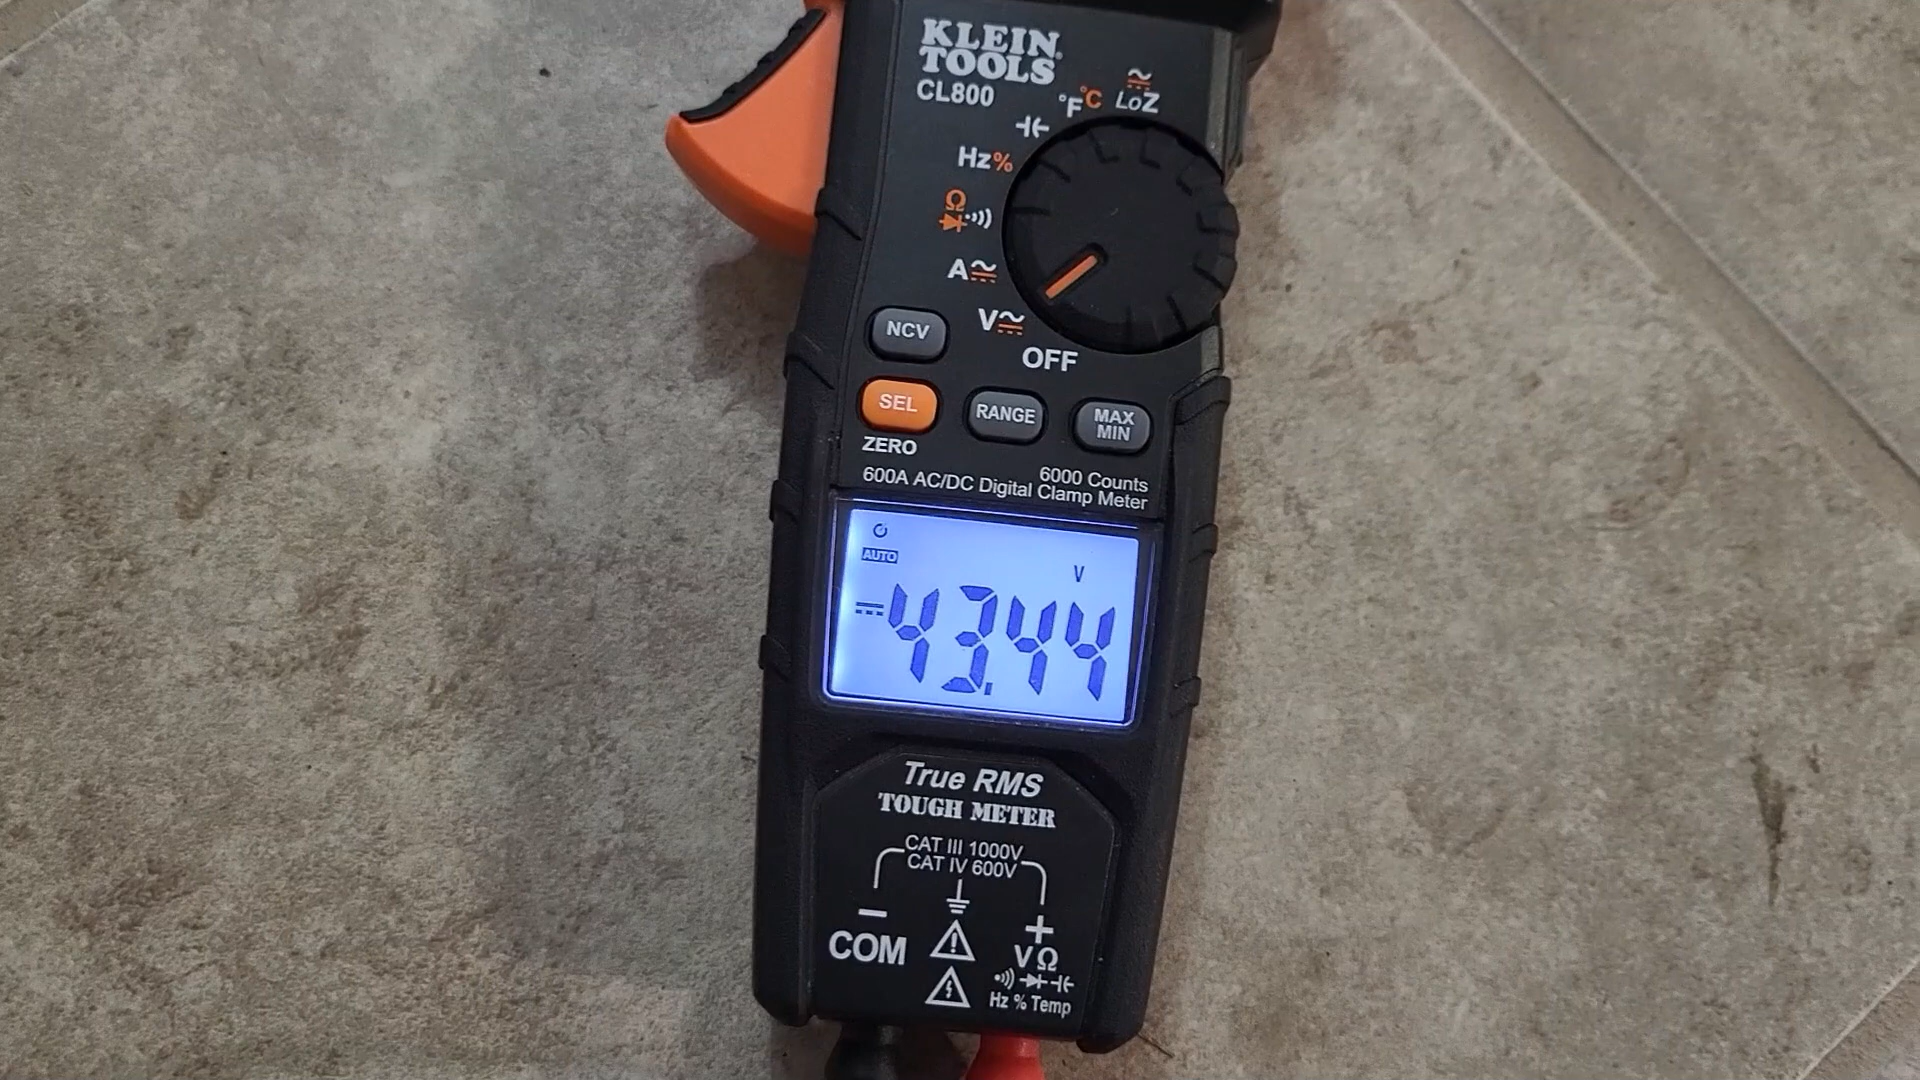 KLEIN
TOOLS
CL800
°F°C
LoZ
Hz%
Ω
A
V
OFF
NCV
SEL
RANGE
MAX
MIN
ZERO
6000 Counts
600A AC/DC Digital Clamp Meter
AUTO
V
43.44
True RMS
TOUGH METER
CAT III 1000V
CAT IV 600V
− +
COM
VΩ
Hz % Temp